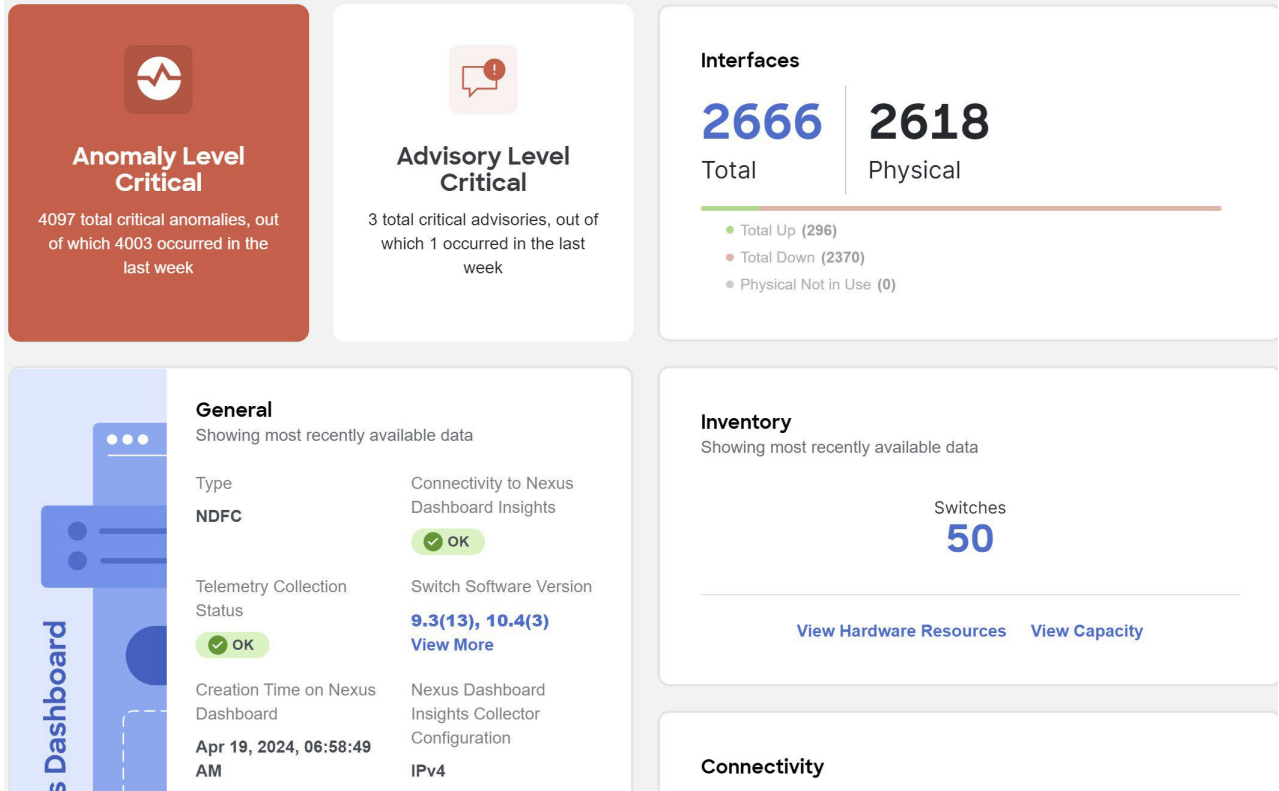 Anomaly Level
Critical
4097 total critical anomalies, out
of which 4003 occurred in the
last week
Advisory Level
Critical
3 total critical advisories, out of
which 1 occurred in the last
week
Interfaces
2666
Total
2618
Physical
Total Up (296)
Total Down (2370)
Physical Not in Use (0)
s Dashboard
General
Showing most recently available data
Type
NDFC
Connectivity to Nexus
Dashboard Insights
OK
Telemetry Collection
Status
OK
Switch Software Version
9.3(13), 10.4(3)
View More
Creation Time on Nexus
Dashboard
Apr 19, 2024, 06:58:49
AM
Nexus Dashboard
Insights Collector
Configuration
IPv4
Inventory
Showing most recently available data
Switches
50
View Hardware Resources View Capacity
Connectivity